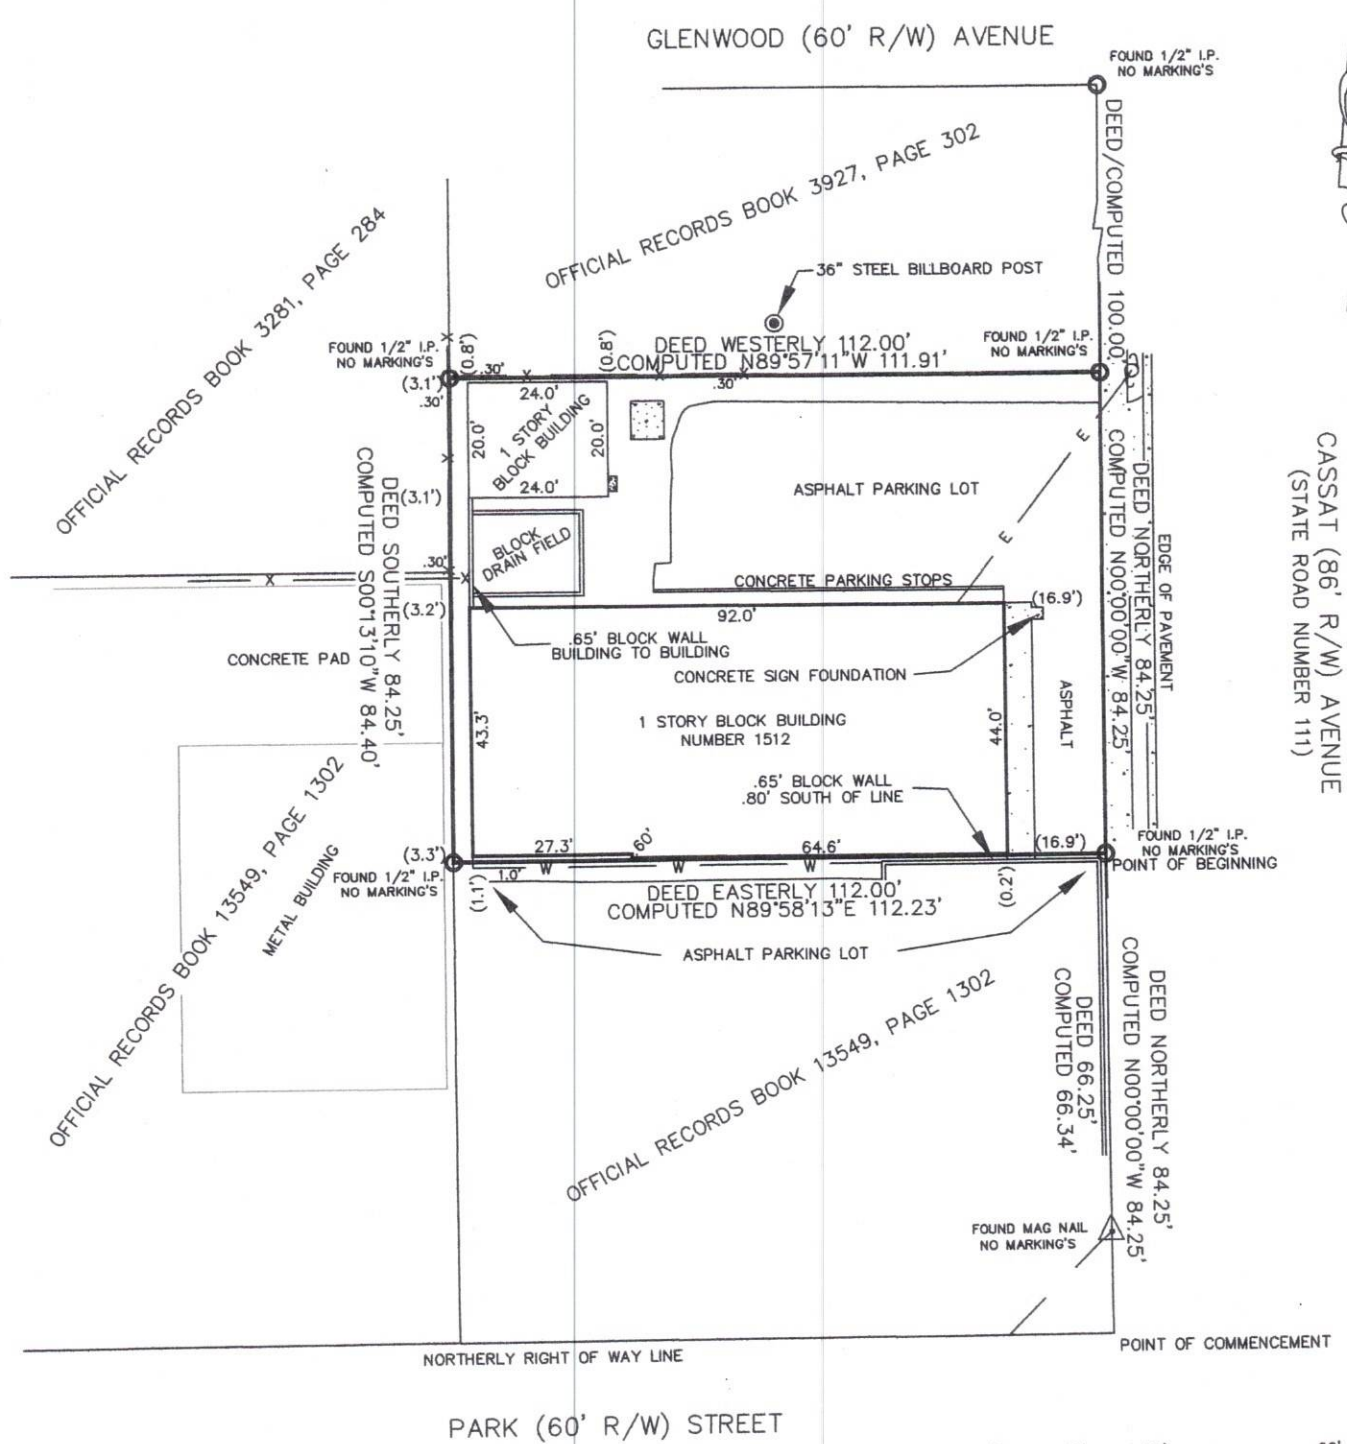 GLENWOOD (60' R/W) AVENUE
FOUND 1/2" I.P.
NO MARKING'S
DEED/COMPUTED 100.00'
OFFICIAL RECORDS BOOK 3927, PAGE 302
OFFICIAL RECORDS BOOK 3281, PAGE 284
36" STEEL BILLBOARD POST
FOUND 1/2" I.P.
NO MARKING'S
(0.8')
(0.8')
DEED WESTERLY 112.00'
COMPUTED N89°57'11"W 111.91'
FOUND 1/2" I.P.
NO MARKING'S
.30'
X
X
X
X
.30'
(3.1')
.30'
24.0'
20.0'
1 STORY
BLOCK BUILDING
20.0'
24.0'
X
(3.1')
ASPHALT PARKING LOT
E
E
DEED NORTHERLY 84.25'
COMPUTED N00°00'00"W 84.25'
EDGE OF PAVEMENT
CASSAT (86' R/W) AVENUE
(STATE ROAD NUMBER 111)
DEED SOUTHERLY 84.25'
COMPUTED S00°13'10"W 84.40'
BLOCK
DRAIN FIELD
.30'
X
X
X
CONCRETE PARKING STOPS
(3.2')
92.0'
(16.9')
.65' BLOCK WALL
BUILDING TO BUILDING
CONCRETE PAD
CONCRETE SIGN FOUNDATION
43.3'
1 STORY BLOCK BUILDING
NUMBER 1512
44.0'
ASPHALT
.65' BLOCK WALL
.80' SOUTH OF LINE
27.3'
.60'
64.6'
(16.9')
FOUND 1/2" I.P.
NO MARKING'S
POINT OF BEGINNING
(3.3')
FOUND 1/2" I.P.
NO MARKING'S
W
W
W
1.0'
(1.1')
(0.2')
DEED EASTERLY 112.00'
COMPUTED N89°58'13"E 112.23'
ASPHALT PARKING LOT
METAL BUILDING
OFFICIAL RECORDS BOOK 13549, PAGE 1302
OFFICIAL RECORDS BOOK 13549, PAGE 1302
DEED 66.25'
COMPUTED 66.34'
DEED NORTHERLY 84.25'
COMPUTED N00°00'00"W 84.25'
FOUND MAG NAIL
NO MARKING'S
POINT OF COMMENCEMENT
NORTHERLY RIGHT OF WAY LINE
PARK (60' R/W) STREET